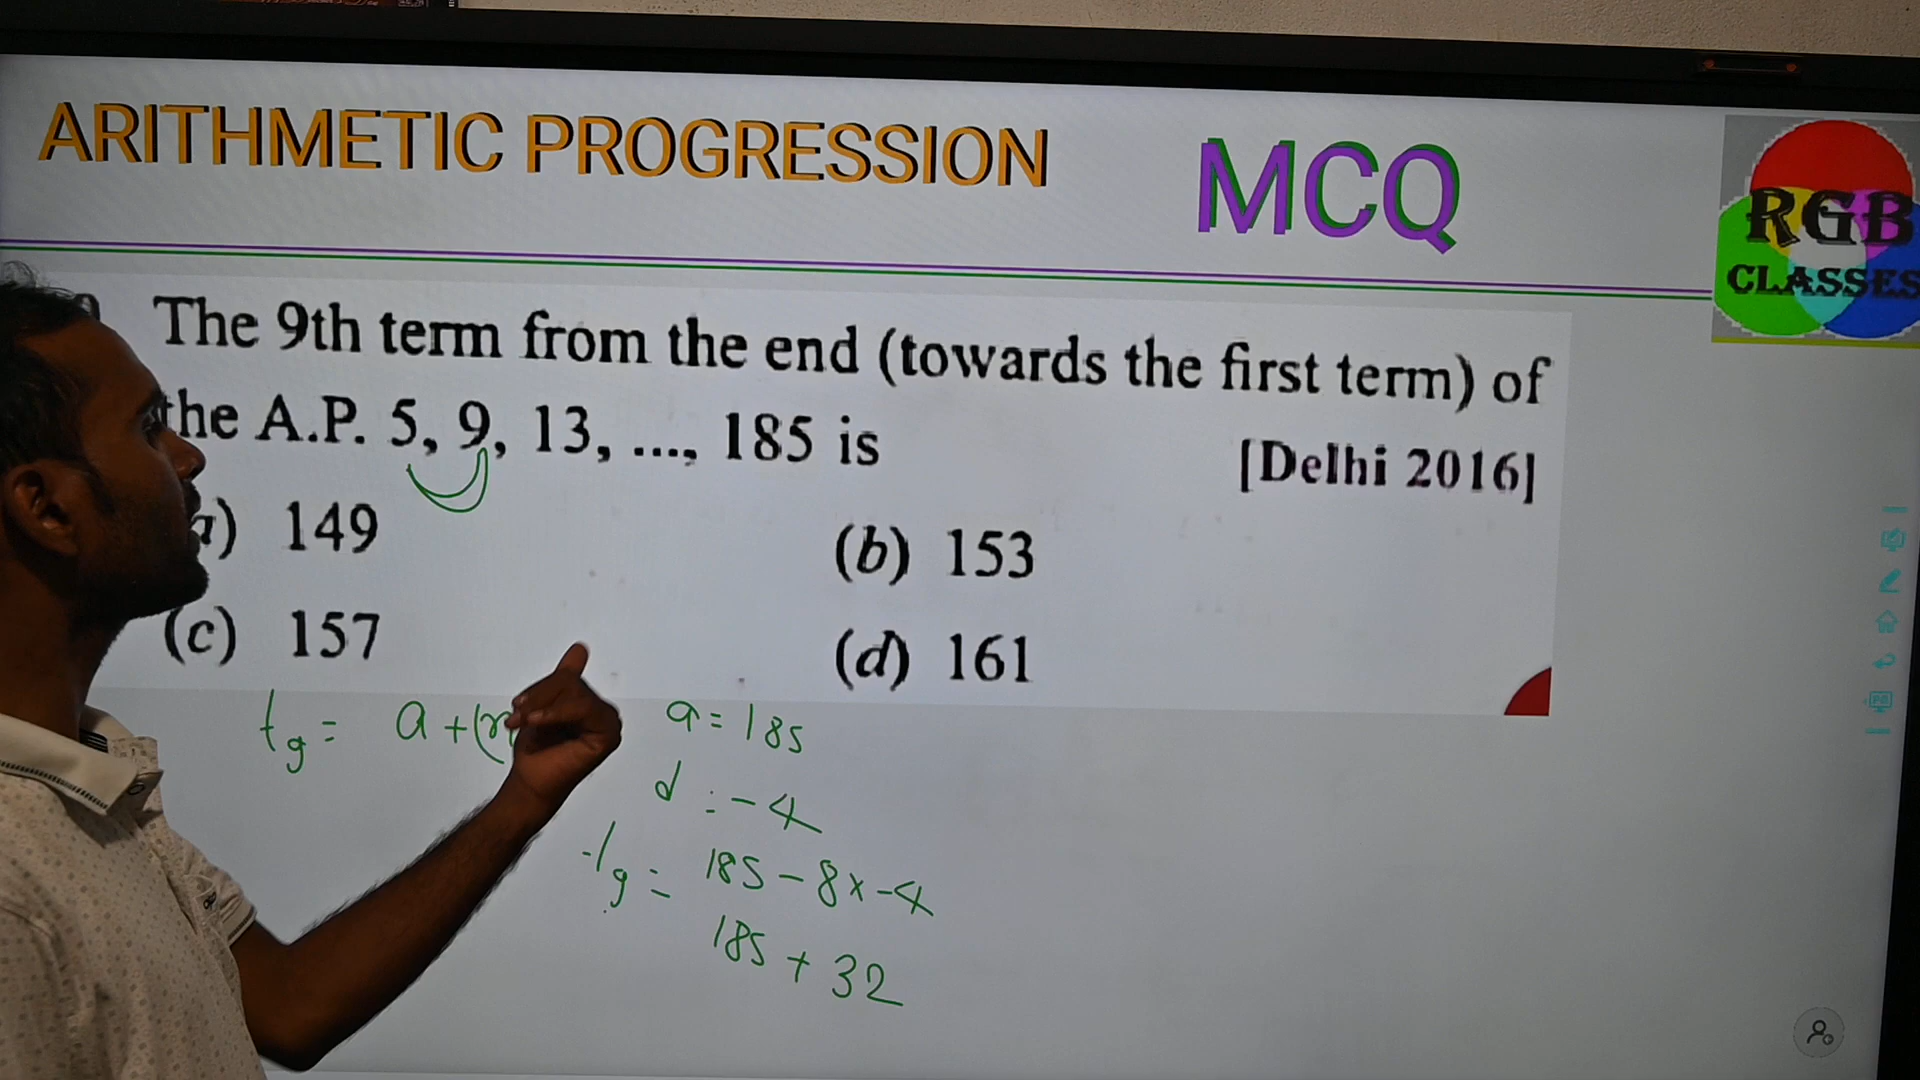 ARITHMETIC PROGRESSION MCQ
RGB
CLASSES
The 9th term from the end (towards the first term) of
the A.P. 5, 9, 13, ..., 185 is
[Delhi 2016]
a) 149 (b) 153
(c) 157 (d) 161
t9 = a + (n a = 185
d = -4
t9 = 185 - 8x-4
185 + 32